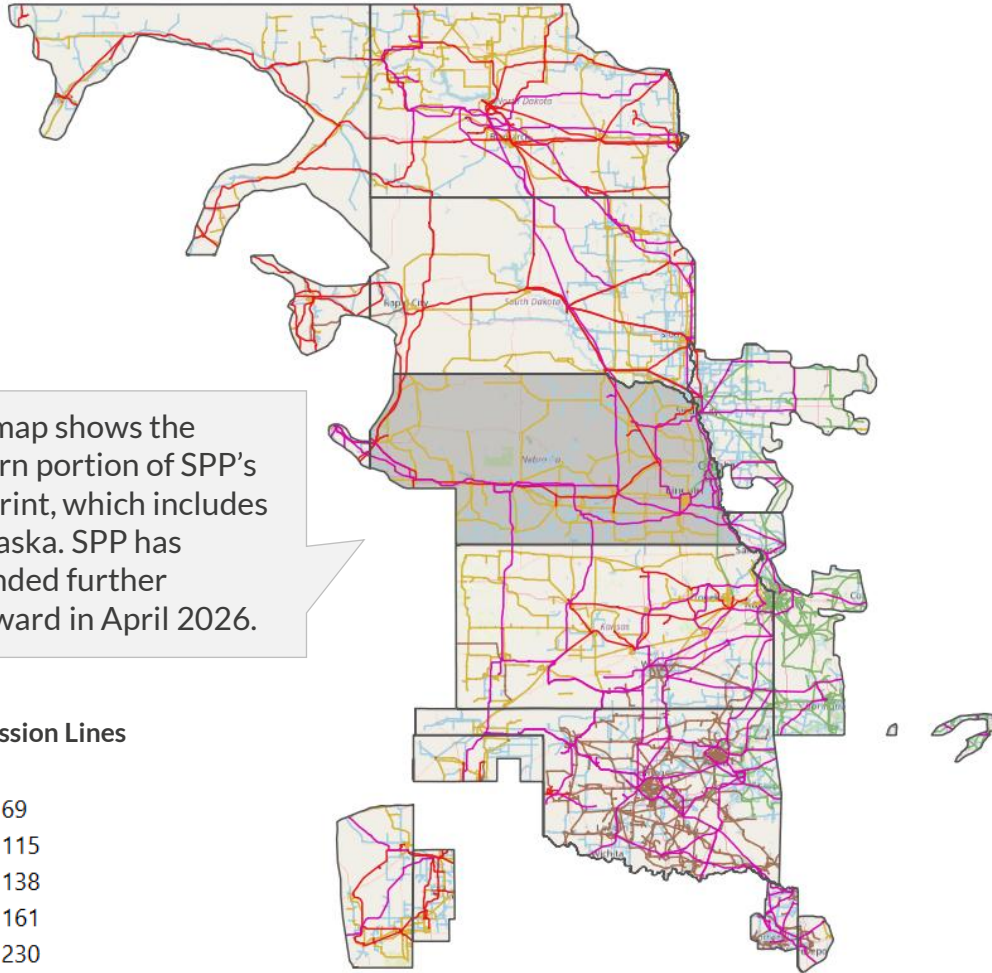 North Dakota
Rapid City
South Dakota
map shows the
rn portion of SPP's
rint, which includes
aska. SPP has
nded further
ward in April 2026.
Nebraska
Kansas
ssion Lines
69
115
138
161
230
Wichita